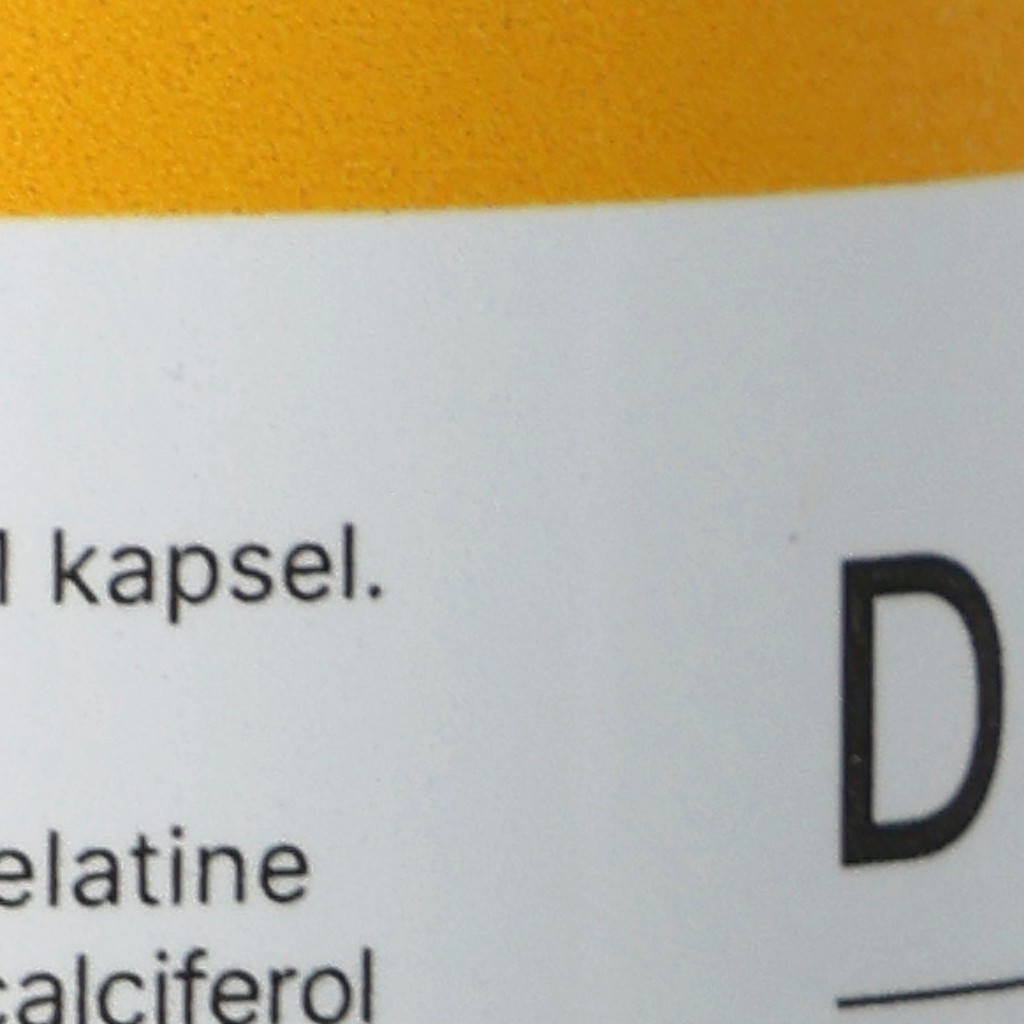 kapsel.
elatine
calciferol
D